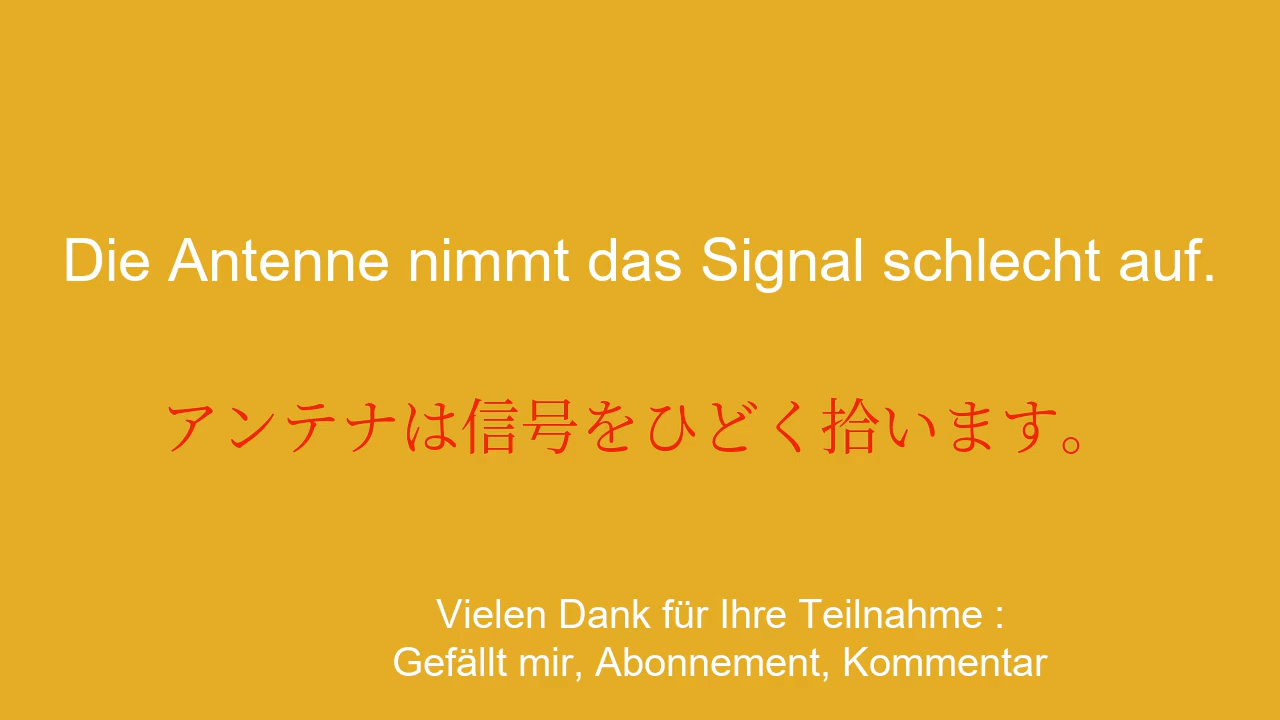 Die Antenne nimmt das Signal schlecht auf.
アンテナは信号をひどく拾います。
Vielen Dank für Ihre Teilnahme :
Gefällt mir, Abonnement, Kommentar